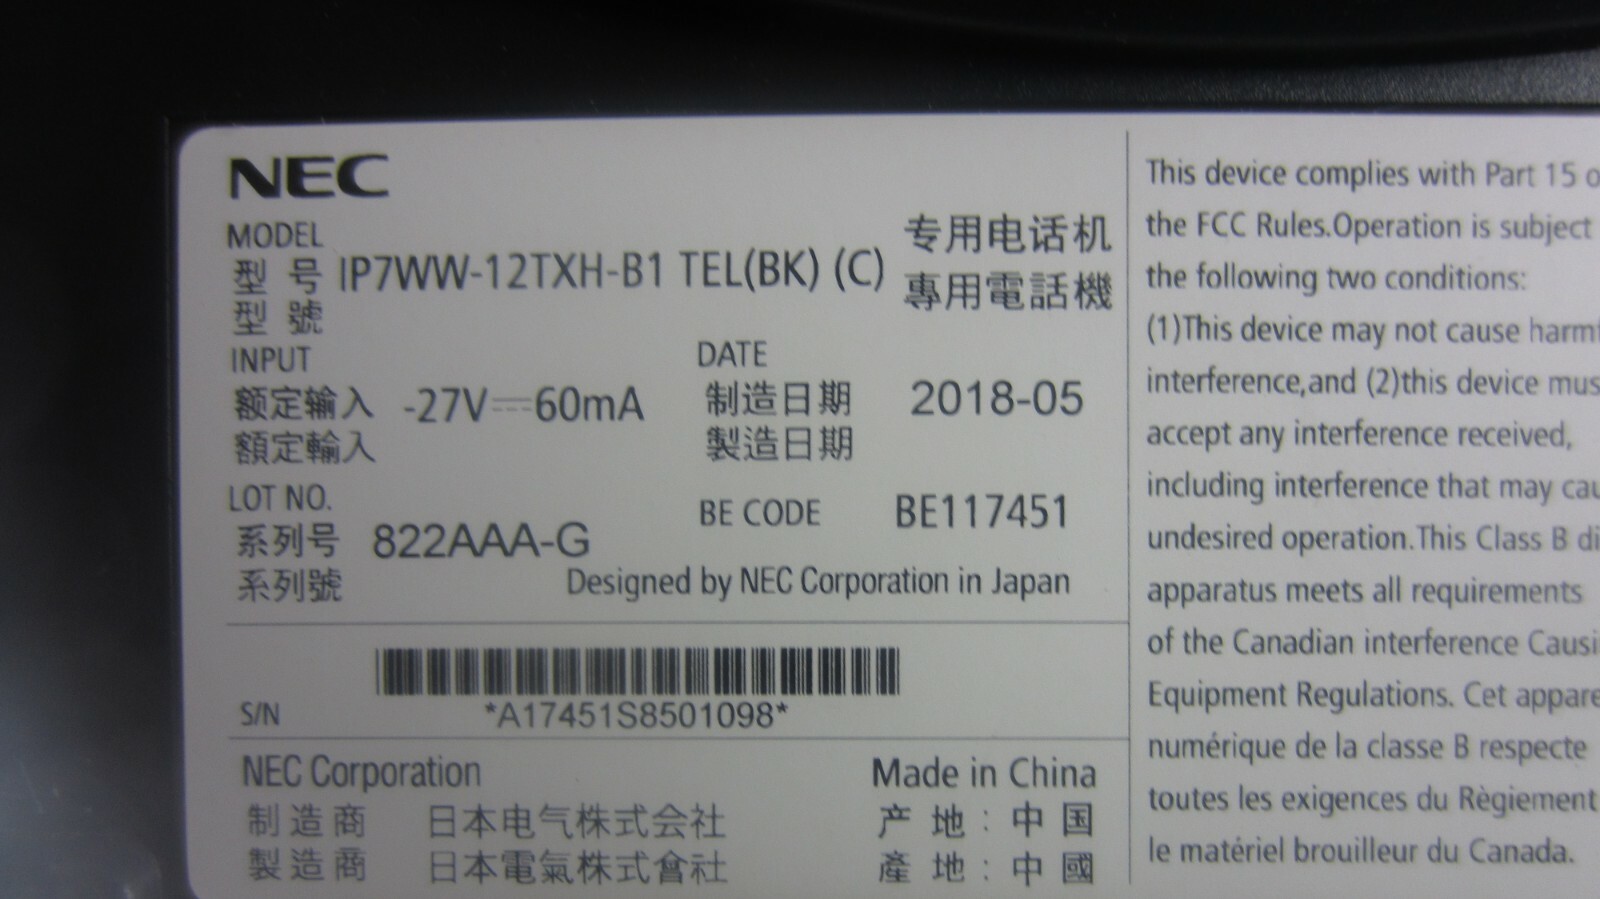 NEC
MODEL
型 号 IP7WW-12TXH-B1 TEL(BK) (C) 专用电话机
型 號 專用電話機
INPUT DATE
额定输入 -27V⎓60mA 制造日期 2018-05
額定輸入 製造日期
LOT NO. BE CODE BE117451
系列号 822AAA-G
系列號 Designed by NEC Corporation in Japan
S/N *A17451S8501098*
NEC Corporation Made in China
制 造 商 日本电气株式会社 产 地 : 中 国
製 造 商 日本電氣株式會社 產 地 : 中 國
This device complies with Part 15
the FCC Rules.Operation is subject
the following two conditions:
(1)This device may not cause
interference,and (2)this device
accept any interference received,
including interference that may
undesired operation.This Class B
apparatus meets all requirements
of the Canadian interference
Equipment Regulations. Cet
numérique de la classe B respecte
toutes les exigences du Règiement
le matériel brouilleur du Canada.